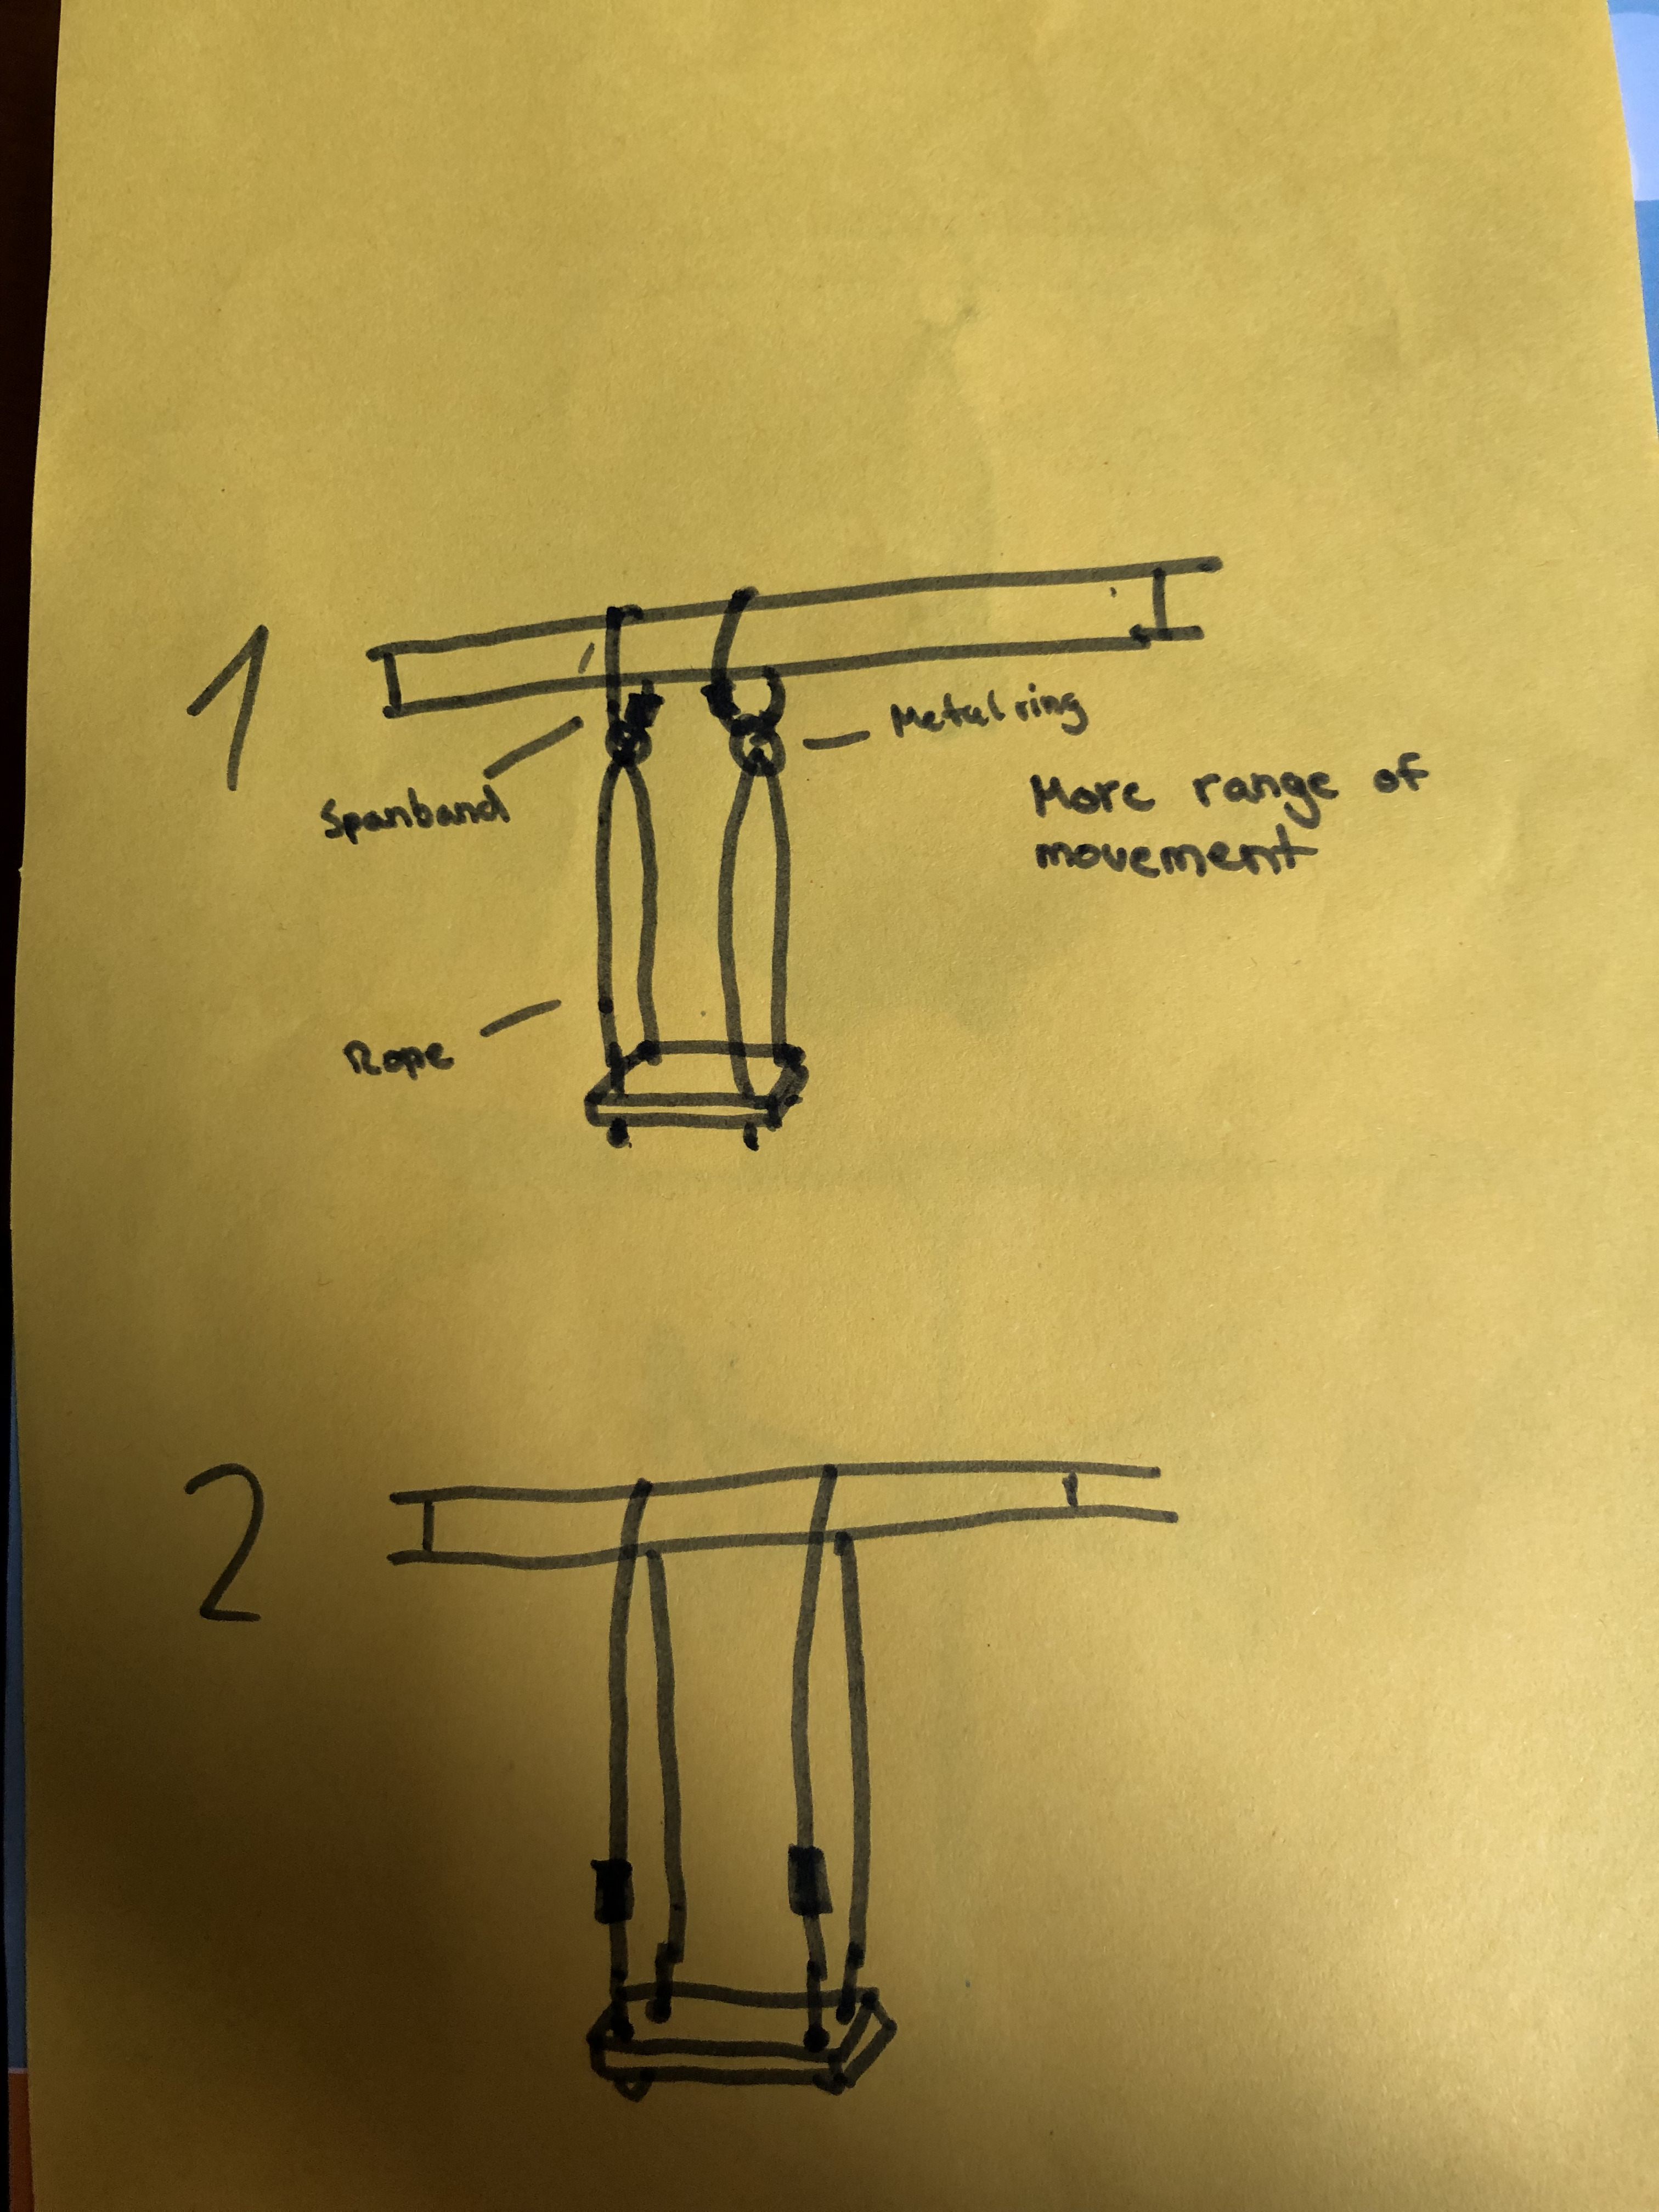 1
Spanband
Metal ring
More range of
movement
Rope
2